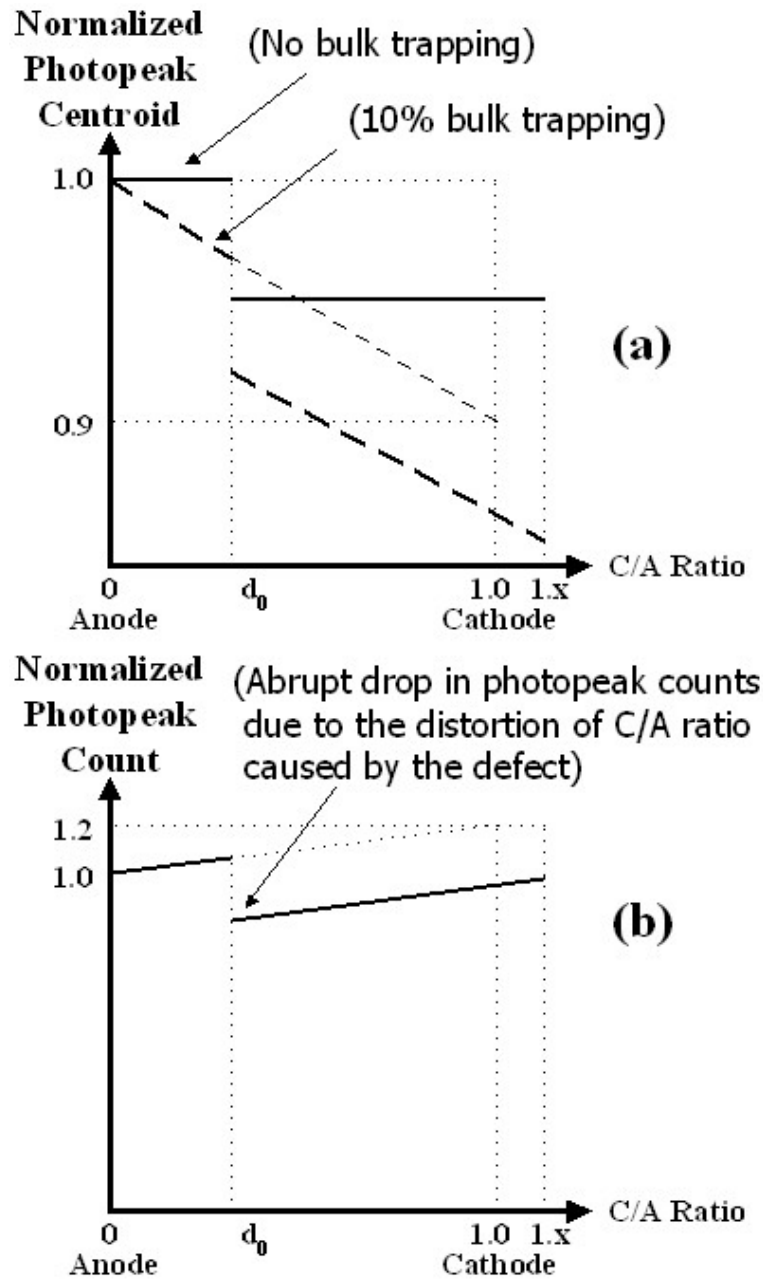 Normalized
Photopeak
Centroid
(No bulk trapping)
(10% bulk trapping)
1.0
0.9
(a)
0 d₀ 1.0 1.x C/A Ratio
Anode Cathode
Normalized
Photopeak
Count
(Abrupt drop in photopeak counts
due to the distortion of C/A ratio
caused by the defect)
1.2
1.0
(b)
0 d₀ 1.0 1.x C/A Ratio
Anode Cathode